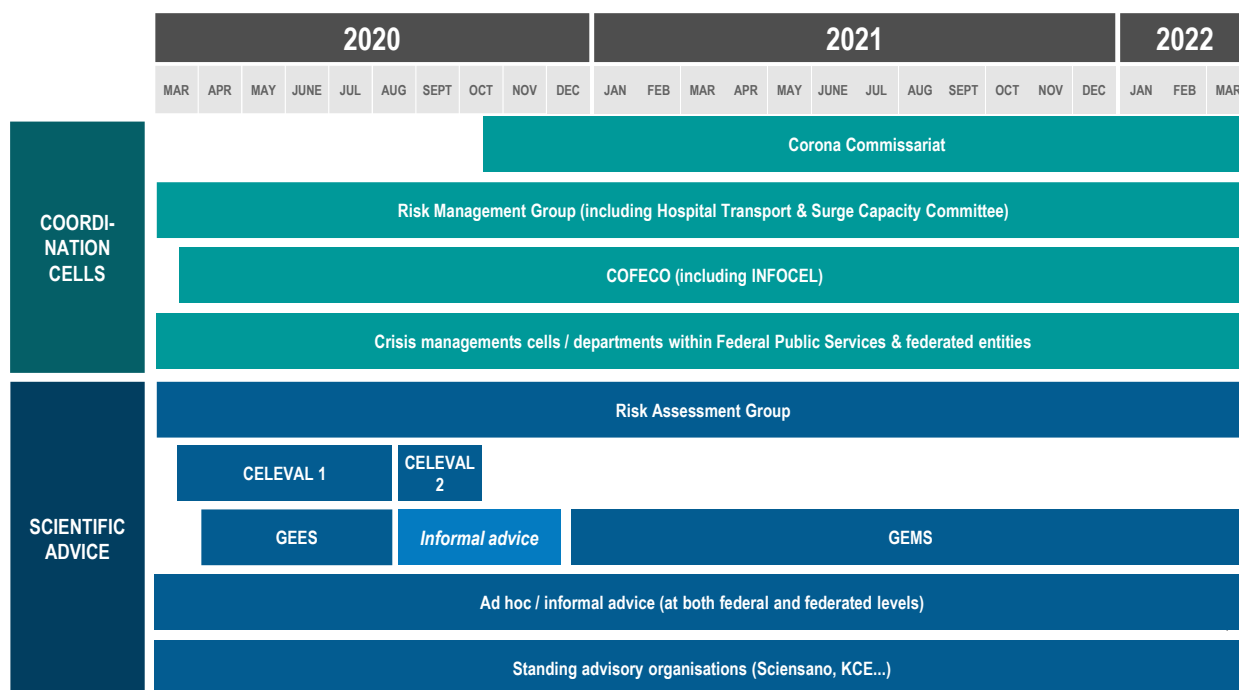 2020 2021 2022
MAR APR MAY JUNE JUL AUG SEPT OCT NOV DEC JAN FEB MAR APR MAY JUNE JUL AUG SEPT OCT NOV DEC JAN FEB MAR
COORDI-
NATION
CELLS
Corona Commissariat
Risk Management Group (including Hospital Transport & Surge Capacity Committee)
COFECO (including INFOCEL)
Crisis managements cells / departments within Federal Public Services & federated entities
SCIENTIFIC
ADVICE
Risk Assessment Group
CELEVAL 1
CELEVAL
2
GEES
Informal advice
GEMS
Ad hoc / informal advice (at both federal and federated levels)
Standing advisory organisations (Sciensano, KCE...)